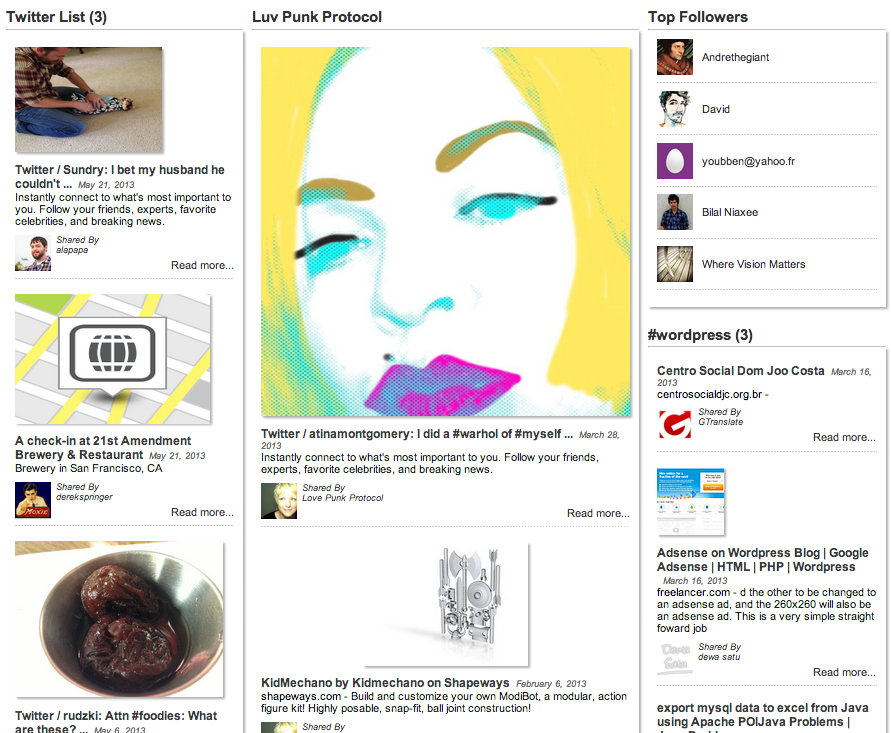 Twitter List (3)
Twitter / Sundry: I bet my husband he
couldn't ... May 21, 2013
Instantly connect to what's most important to
you. Follow your friends, experts, favorite
celebrities, and breaking news.
Shared By
alapapa
Read more...
A check-in at 21st Amendment
Brewery & Restaurant May 21, 2013
Brewery in San Francisco, CA
MOXIE
Shared By
derekspringer
Read more...
Twitter / rudzki: Attn #foodies: What
are these? ... May 6, 2013
Luv Punk Protocol
Twitter / atinamontgomery: I did a #warhol of #myself ... March 28,
2013
Instantly connect to what's most important to you. Follow your friends,
experts, favorite celebrities, and breaking news.
Shared By
Love Punk Protocol
Read more...
KidMechano by Kidmechano on Shapeways February 6, 2013
shapeways.com - Build and customize your own ModiBot, a modular, action
figure kit! Highly posable, snap-fit, ball joint construction!
Shared By
Top Followers
Andrethegiant
David
youbben@yahoo.fr
Bilal Niaxee
Where Vision Matters
#wordpress (3)
Centro Social Dom Joo Costa March 16,
2013
centrosocialdjc.org.br -
Shared By
GTranslate
Read more...
Adsense on Wordpress Blog | Google
Adsense | HTML | PHP | Wordpress
March 16, 2013
freelancer.com - d the other to be changed to
an adsense ad, and the 260x260 will also be
an adsense ad. This is a very simple straight
foward job
Dewa
Satu
Shared By
dewa satu
Read more...
export mysql data to excel from Java
using Apache POIJava Problems |